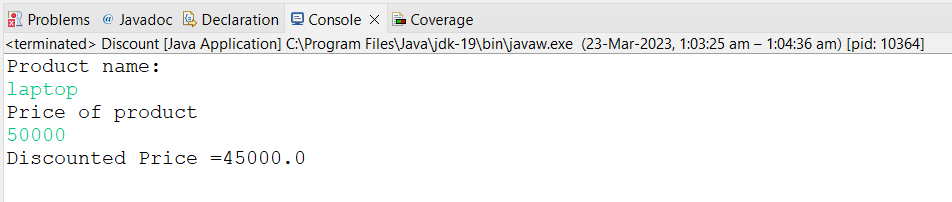 Problems @ Javadoc Declaration Console Coverage
<terminated> Discount [Java Application] C:\Program Files\Java\jdk-19\bin\javaw.exe (23-Mar-2023, 1:03:25 am – 1:04:36 am) [pid: 10364]
Product name:
laptop
Price of product
50000
Discounted Price =45000.0